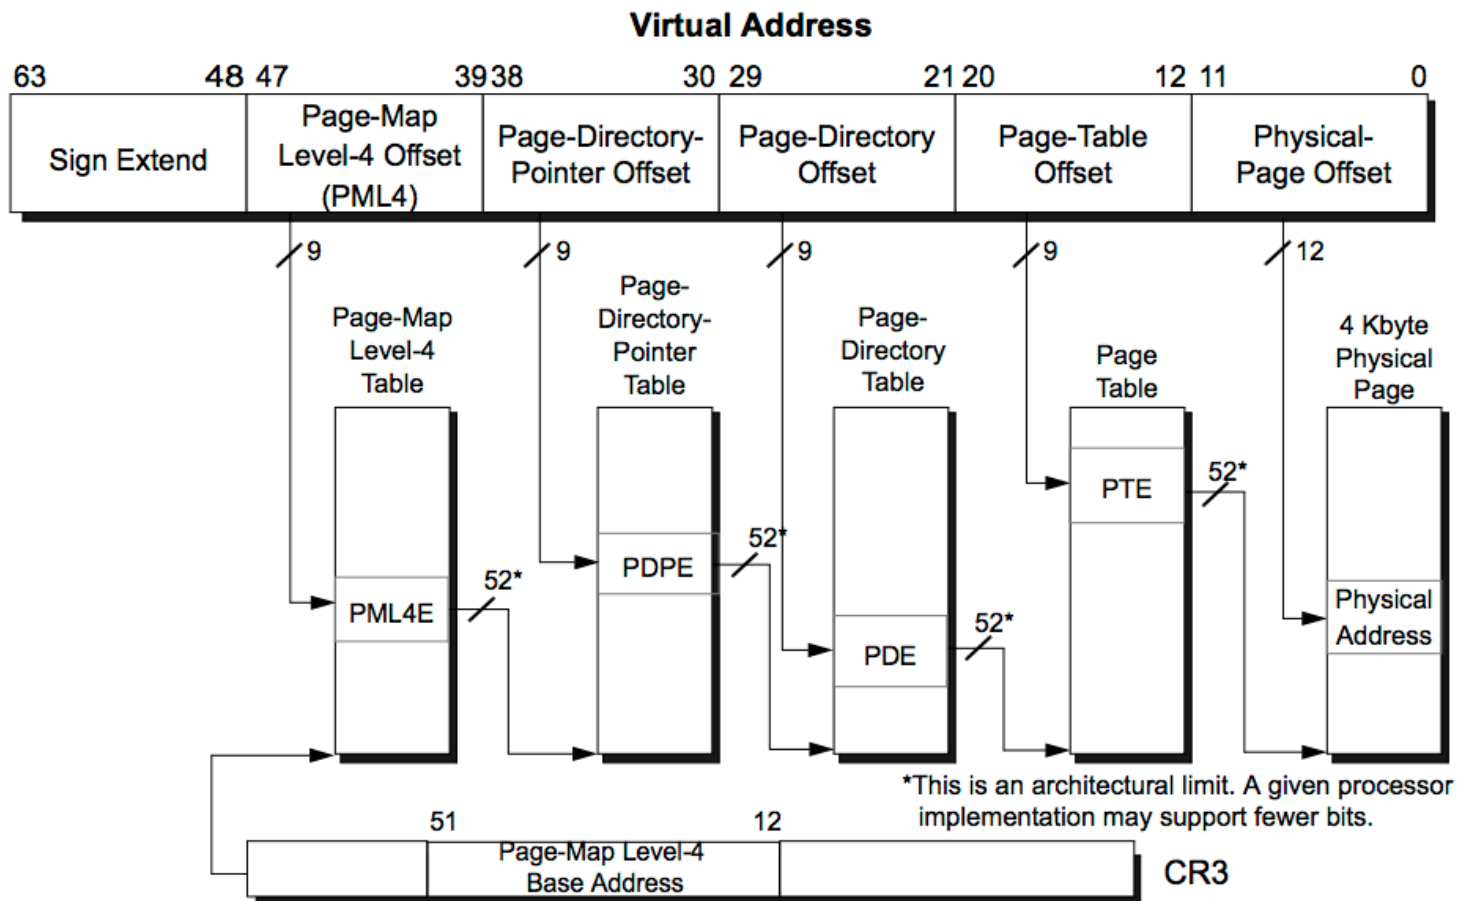 Virtual Address
63 48 47 39 38 30 29 21 20 12 11 0
Sign Extend
Page-Map
Level-4 Offset
(PML4)
Page-Directory-
Pointer Offset
Page-Directory
Offset
Page-Table
Offset
Physical-
Page Offset
9 9 9 9 12
Page-Map
Level-4
Table
Page-
Directory-
Pointer
Table
Page-
Directory
Table
Page
Table
4 Kbyte
Physical
Page
PML4E
52*
PDPE
52*
PDE
52*
PTE
52*
Physical
Address
*This is an architectural limit. A given processor
implementation may support fewer bits.
51 12
Page-Map Level-4
Base Address
CR3